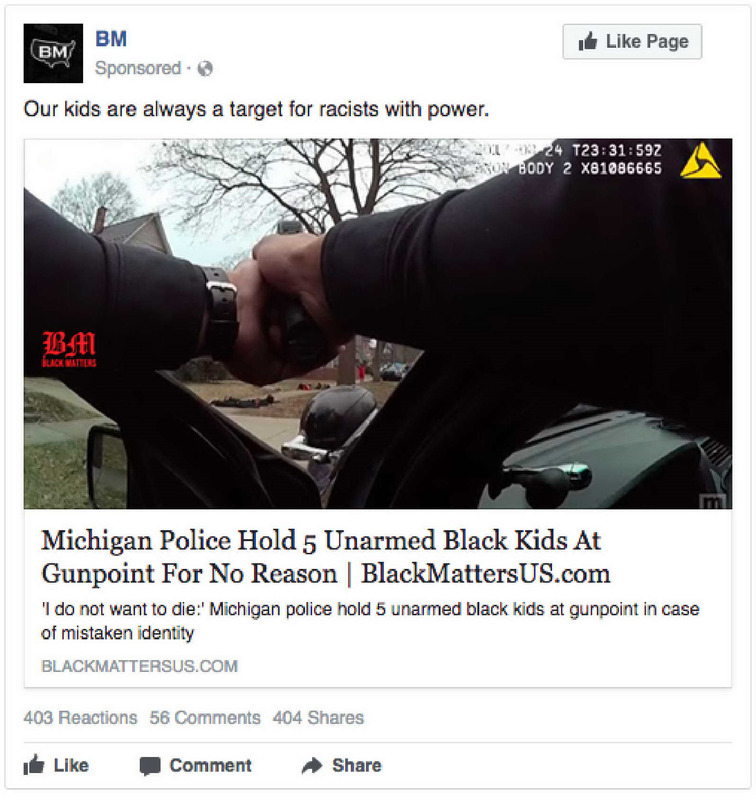 BM
BM
Sponsored ·
Like Page
Our kids are always a target for racists with power.
24 T23:31:59Z
BODY 2 X81086665
BM
BLACK MATTERS
Michigan Police Hold 5 Unarmed Black Kids At
Gunpoint For No Reason | BlackMattersUS.com
'I do not want to die:' Michigan police hold 5 unarmed black kids at gunpoint in case
of mistaken identity
BLACKMATTERSUS.COM
403 Reactions 56 Comments 404 Shares
Like Comment Share